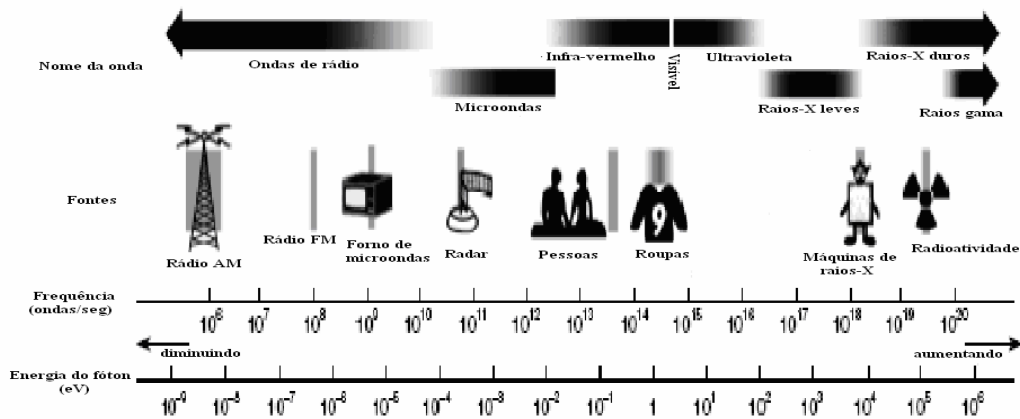 Nome da onda
Ondas de rádio
Microondas
Infra-vermelho
Visível
Ultravioleta
Raios-X leves
Raios-X duros
Raios gama
Fontes
Rádio AM
Rádio FM
Forno de
microondas
Radar
Pessoas
9
Roupas
Máquinas de
raios-X
Radioatividade
Frequência
(ondas/seg)
10⁶ 10⁷ 10⁸ 10⁹ 10¹⁰ 10¹¹ 10¹² 10¹³ 10¹⁴ 10¹⁵ 10¹⁶ 10¹⁷ 10¹⁸ 10¹⁹ 10²⁰
diminuindo
aumentando
Energia do fóton
(eV)
10⁻⁹ 10⁻⁸ 10⁻⁷ 10⁻⁶ 10⁻⁵ 10⁻⁴ 10⁻³ 10⁻² 10⁻¹ 1 10¹ 10² 10³ 10⁴ 10⁵ 10⁶